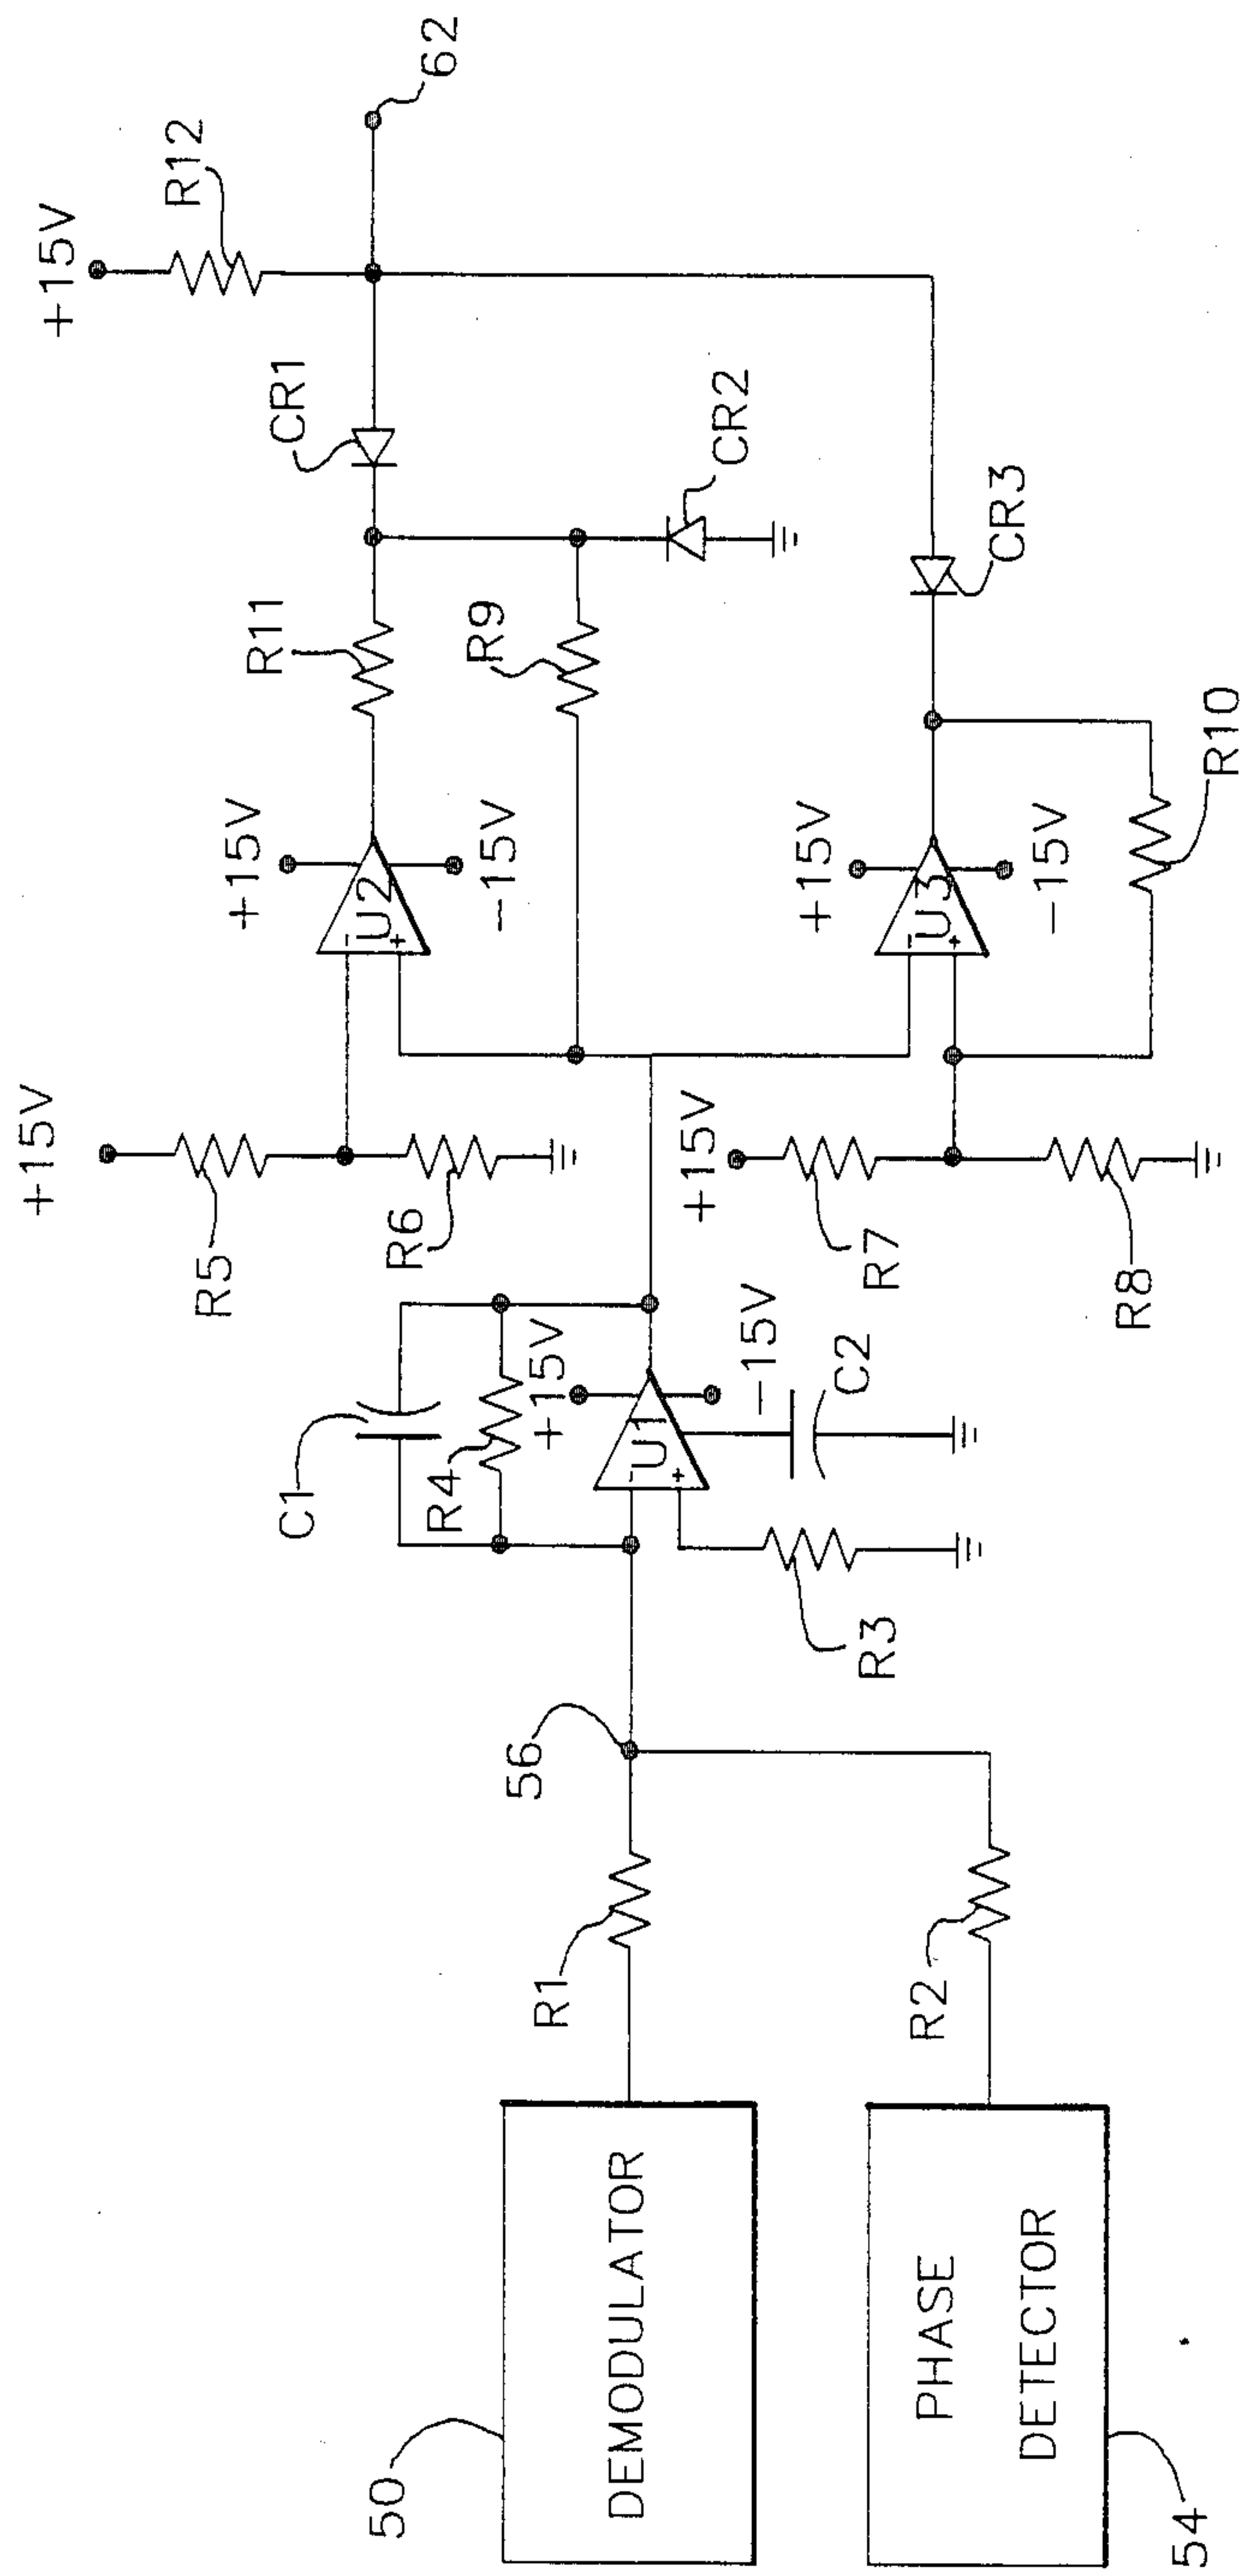 +15V
R12
62
CR1
R11
CR2
R9
+15V
U2
-
+
-15V
+15V
R5
R6
CR3
+15V
U3
-
+
-15V
R10
+15V
R7
R8
C1
R4
+15V
U1
-
+
-15V
C2
R3
56
R1
R2
50
DEMODULATOR
PHASE
DETECTOR
54